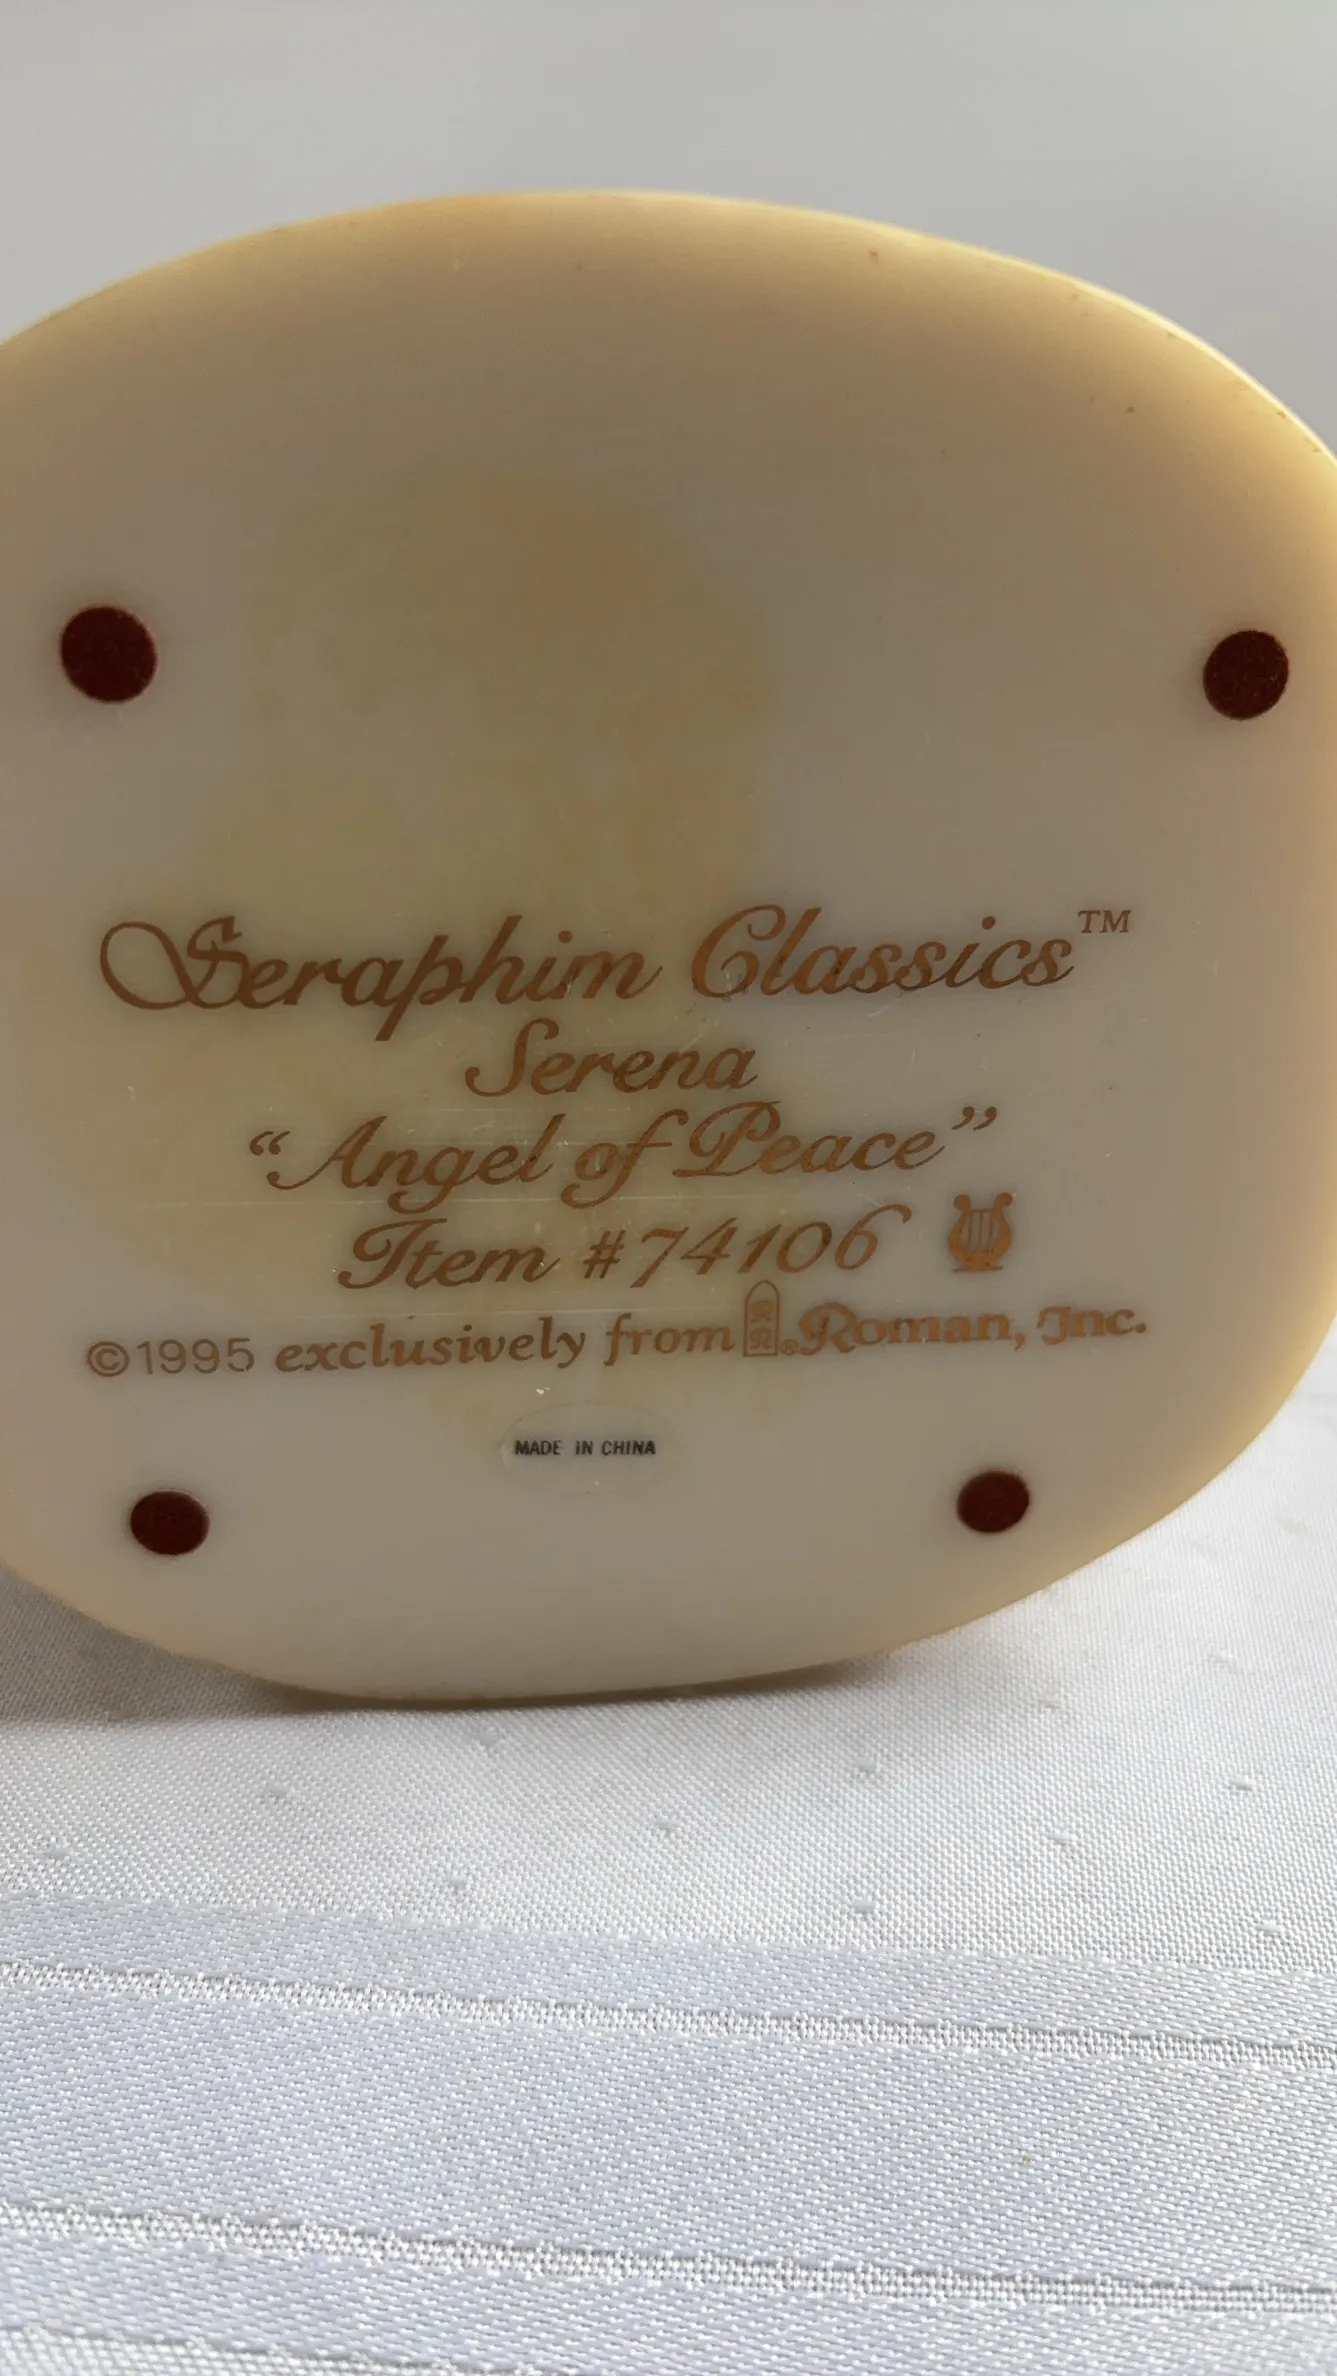 Seraphim Classics™
Serena
“Angel of Peace”
Item #74106
©1995 exclusively from ® Roman, Inc.
MADE IN CHINA